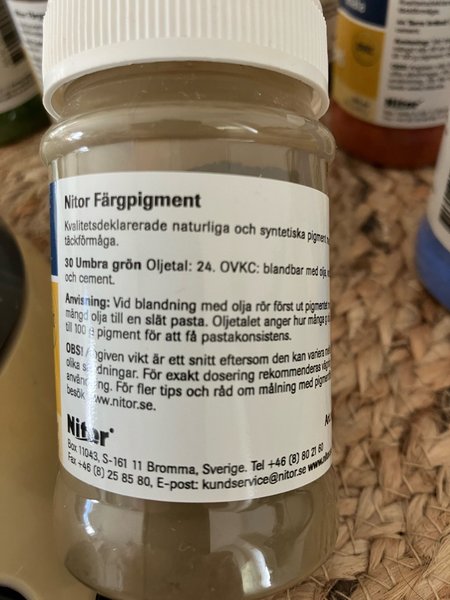 Nitor Färgpigment
Kvalitetsdeklarerade naturliga och syntetiska pigment
täckförmåga.
30 Umbra grön Oljetal: 24. OVKC: blandbar med olja,
och cement.
Anvisning: Vid blandning med olja rör först ut pigmentet
mängd olja till en slät pasta. Oljetalet anger hur många g
till 100 g pigment för att få pastakonsistens.
OBS! Angiven vikt är ett snitt eftersom den kan variera
olika sändningar. För exakt dosering rekommenderas
användning. För fler tips och råd om målning med
besök www.nitor.se.
Nitor®
Box 11043, S-161 11 Bromma, Sverige. Tel +46 (8) 80 21 60
Fax +46 (8) 25 85 80, E-post: kundservice@nitor.se
Nitor®